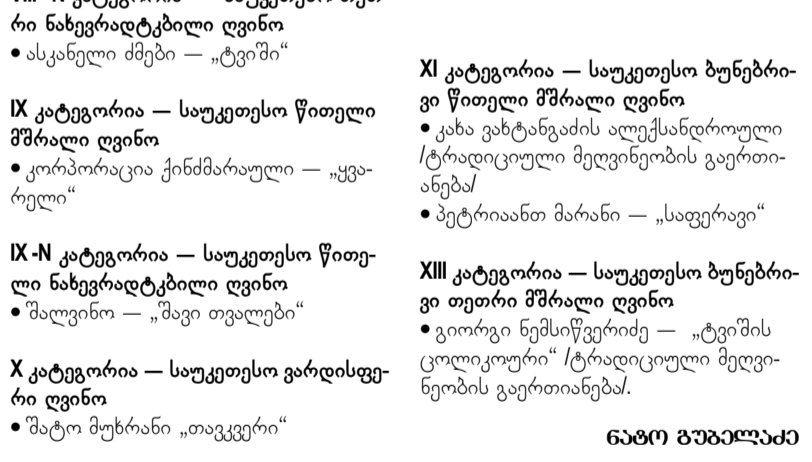 რი ნახევრადტკბილი ღვინო
● ასკანელი ძმები — „ტვიში“
IX კატეგორია — საუკეთესო წითელი
მშრალი ღვინო
● კორპორაცია ქინძმარაული — „ყვა-
რელი“
IX -N კატეგორია — საუკეთესო წითე-
ლი ნახევრადტკბილი ღვინო
● შალვინო — „შავი თვალები“
X კატეგორია — საუკეთესო ვარდისფე-
რი ღვინო
● შატო მუხრანი „თავკვერი“
XI კატეგორია — საუკეთესო ბუნებრი-
ვი წითელი მშრალი ღვინო
● კახა ვახტანგაძის ალექსანდროული
/ტრადიციული მეღვინეობის გაერთი-
ანება/
● პეტრიაანთ მარანი — „საფერავი“
XIII კატეგორია — საუკეთესო ბუნებრი-
ვი თეთრი მშრალი ღვინო
● გიორგი ნემსიწვერიძე — „ტვიშის
ცოლიკოური“ /ტრადიციული მეღვი-
ნეობის გაერთიანება/.
ნატო გუბელაძე